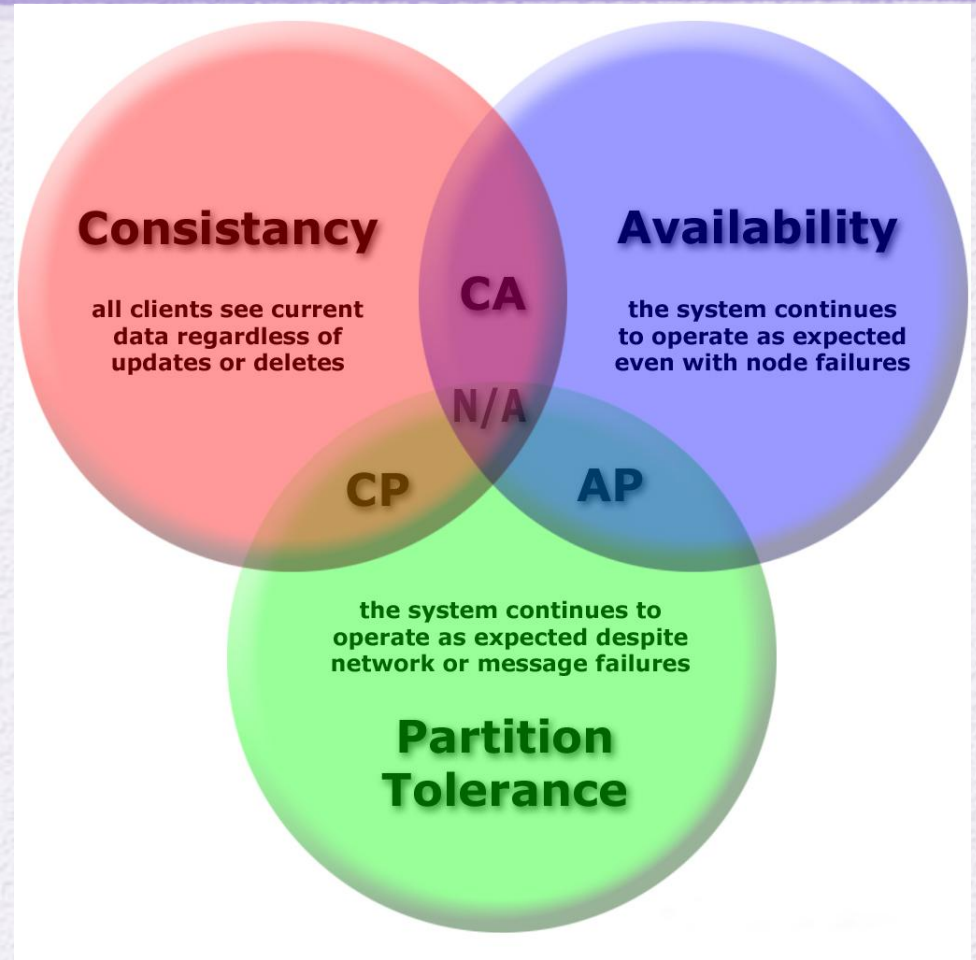 Consistancy
all clients see current
data regardless of
updates or deletes
Availability
the system continues
to operate as expected
even with node failures
CA
N/A
CP
AP
the system continues to
operate as expected despite
network or message failures
Partition
Tolerance